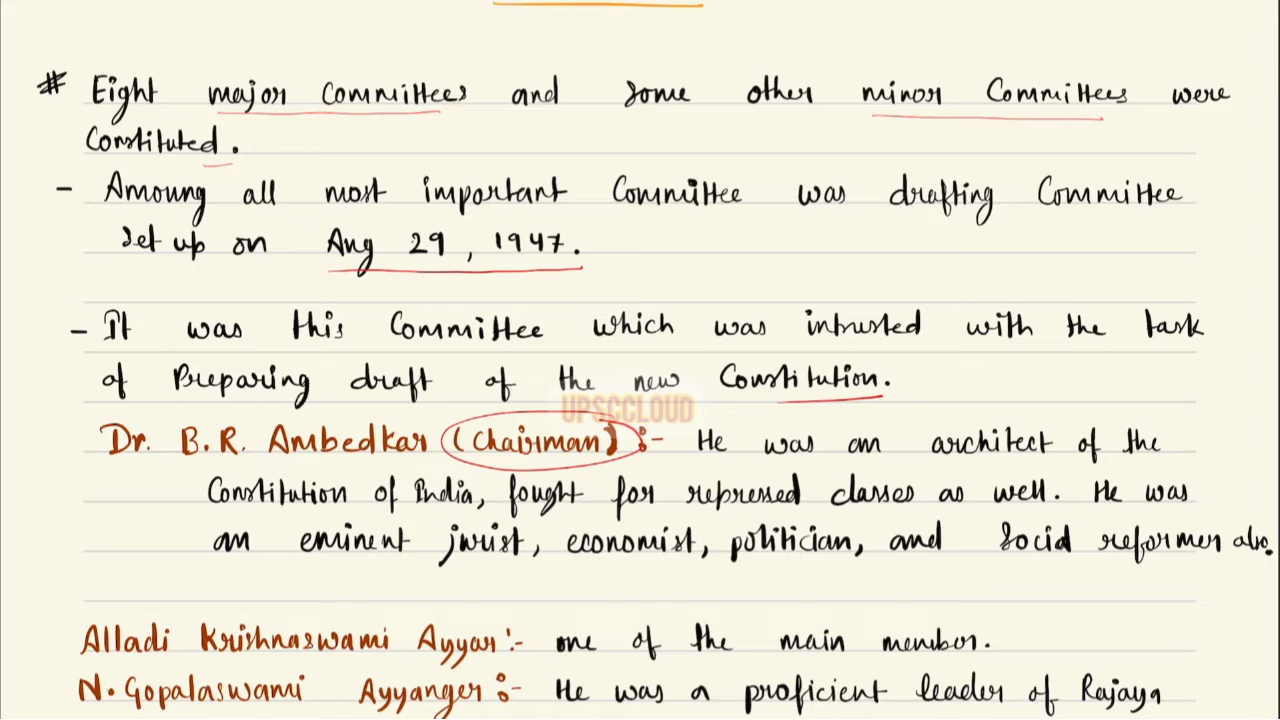 # Eight major Committees and some other minor Committees were
Constituted.
- Amoung all most important Committee was drafting Committee
set up on Aug 29, 1947.
- It was this Committee which was intrusted with the task
of Preparing draft of the new Constitution.
UPSCCLOUD
Dr. B.R. Ambedkar (Chairman) :- He was an architect of the
Constitution of India, fought for repressed classes as well. He was
an eminent jurist, economist, politician, and Socid reformer also.
Alladi Krishnaswami Ayyar :- one of the main member.
N. Gopalaswami Ayyanger :- He was a proficient leader of Rajaya